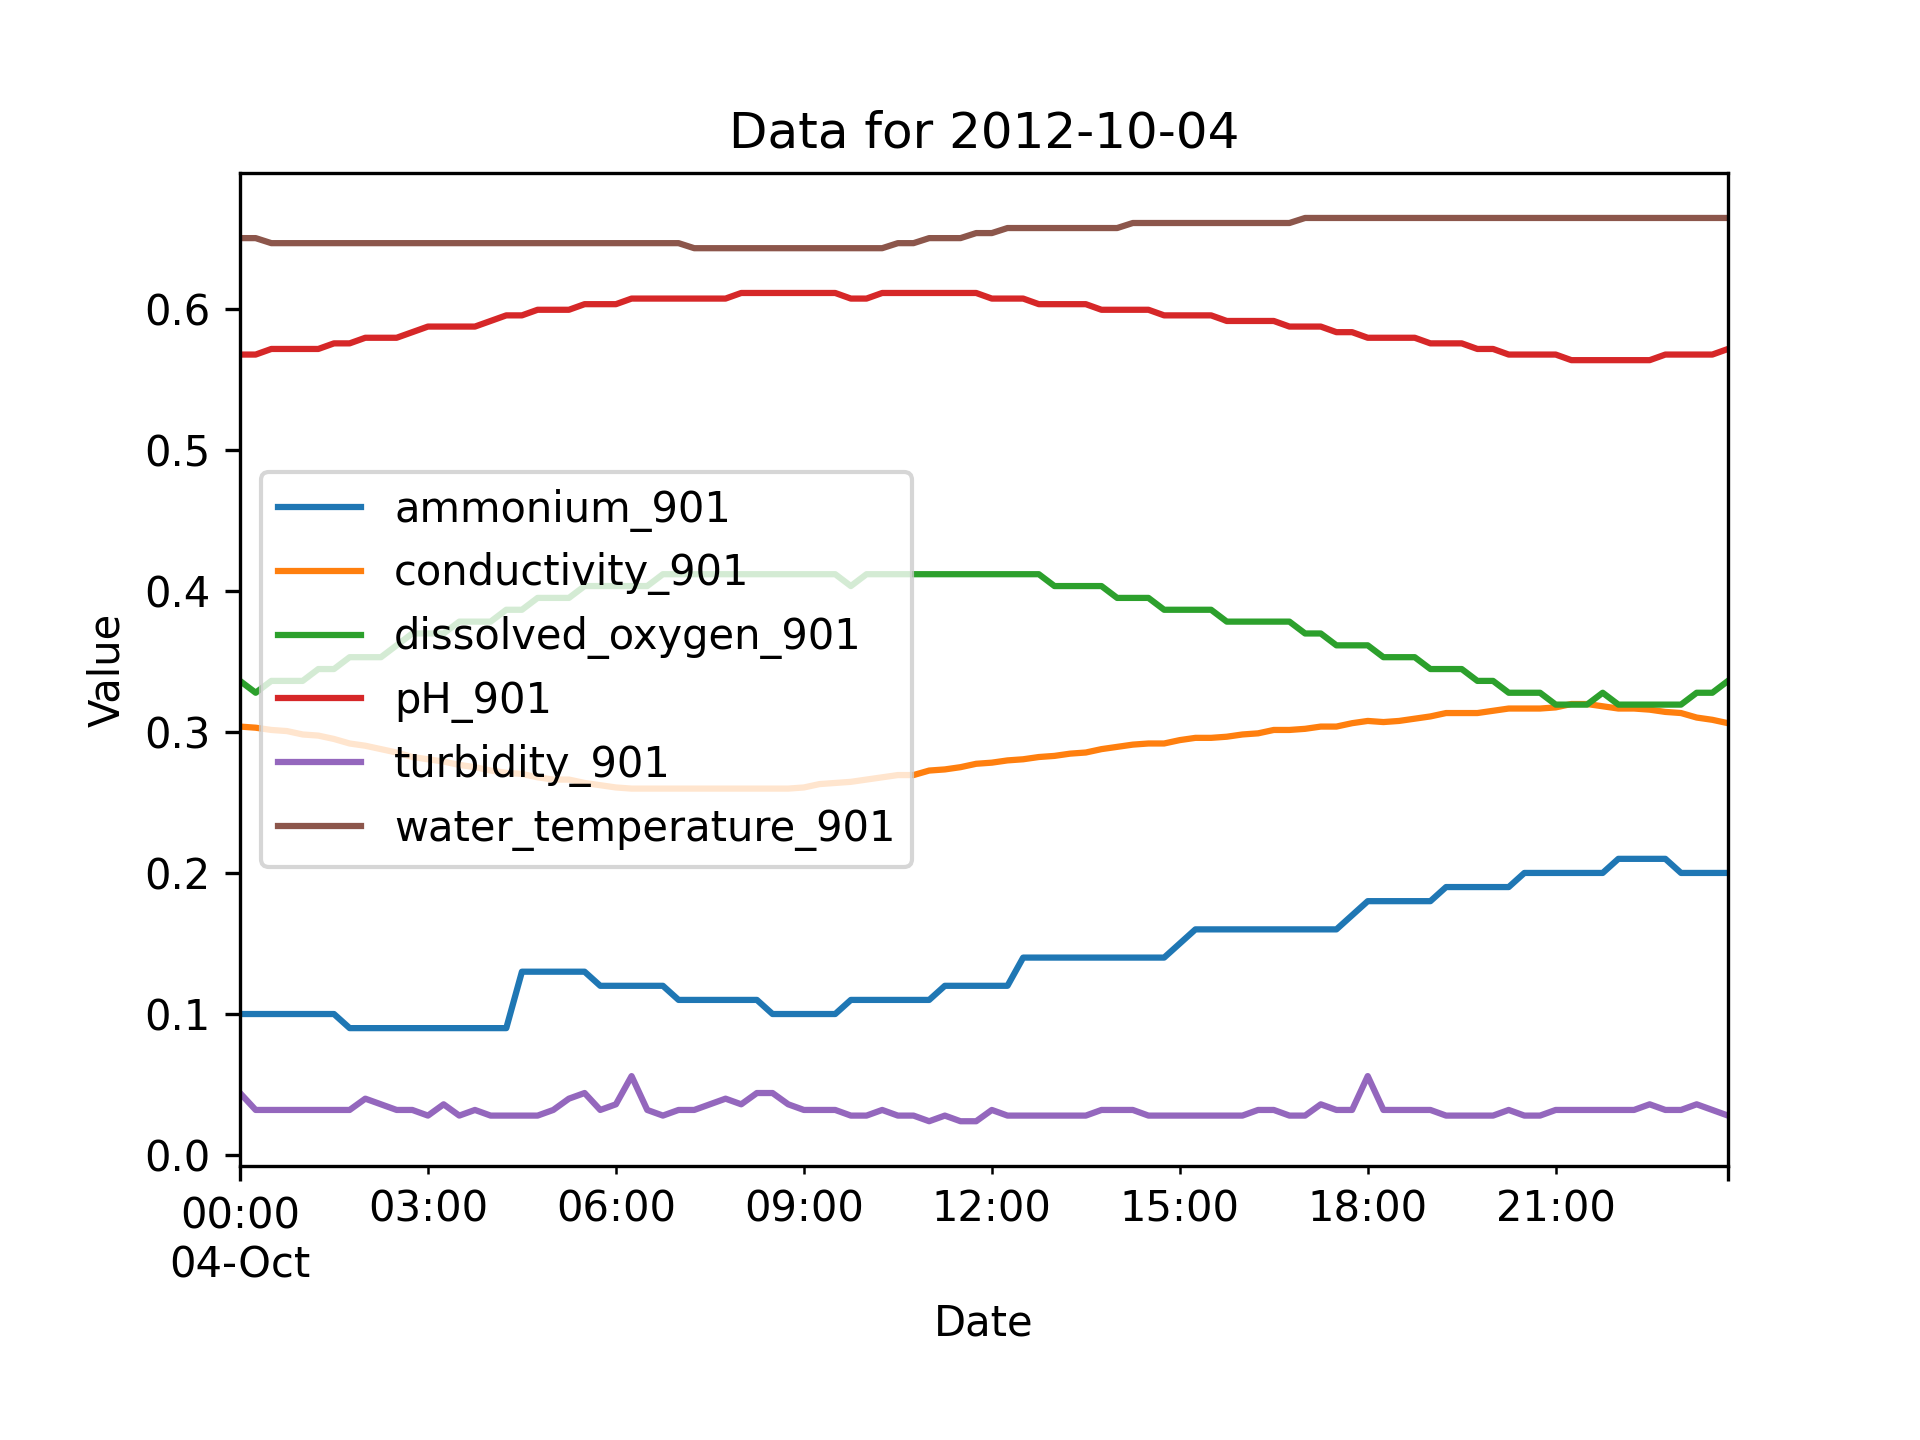 Data for 2012-10-04
Value
0.6
0.5
0.4
0.3
0.2
0.1
0.0
ammonium_901
conductivity_901
dissolved_oxygen_901
pH_901
turbidity_901
water_temperature_901
00:00 03:00 06:00 09:00 12:00 15:00 18:00 21:00
04-Oct
Date